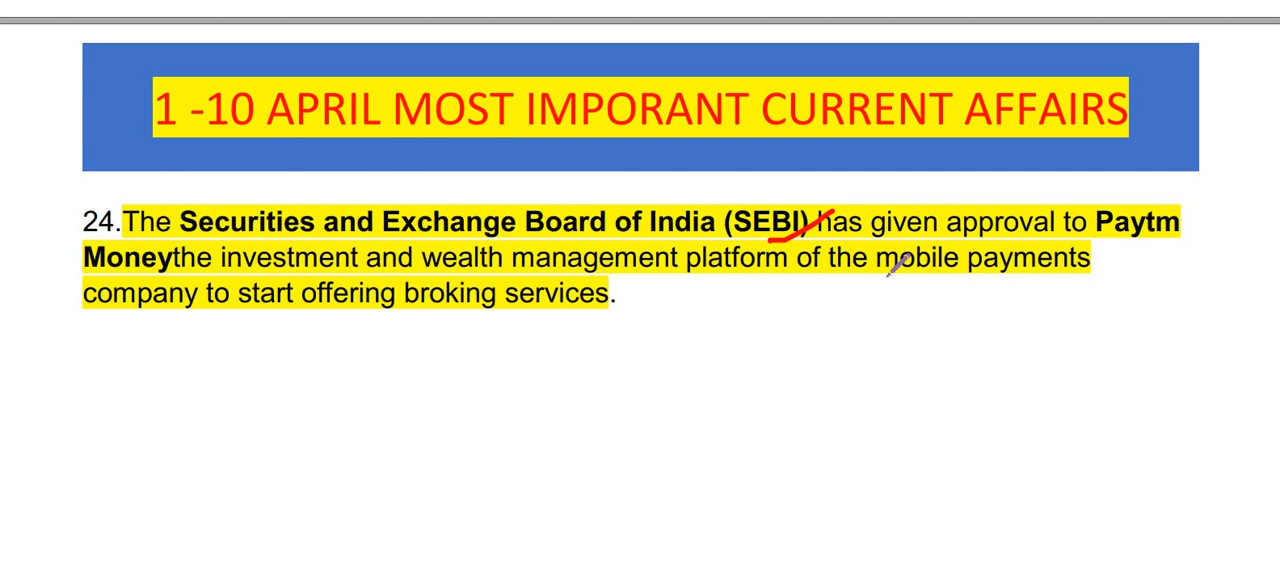 1 -10 APRIL MOST IMPORANT CURRENT AFFAIRS
24.The Securities and Exchange Board of India (SEBI) has given approval to Paytm
Moneythe investment and wealth management platform of the mobile payments
company to start offering broking services.